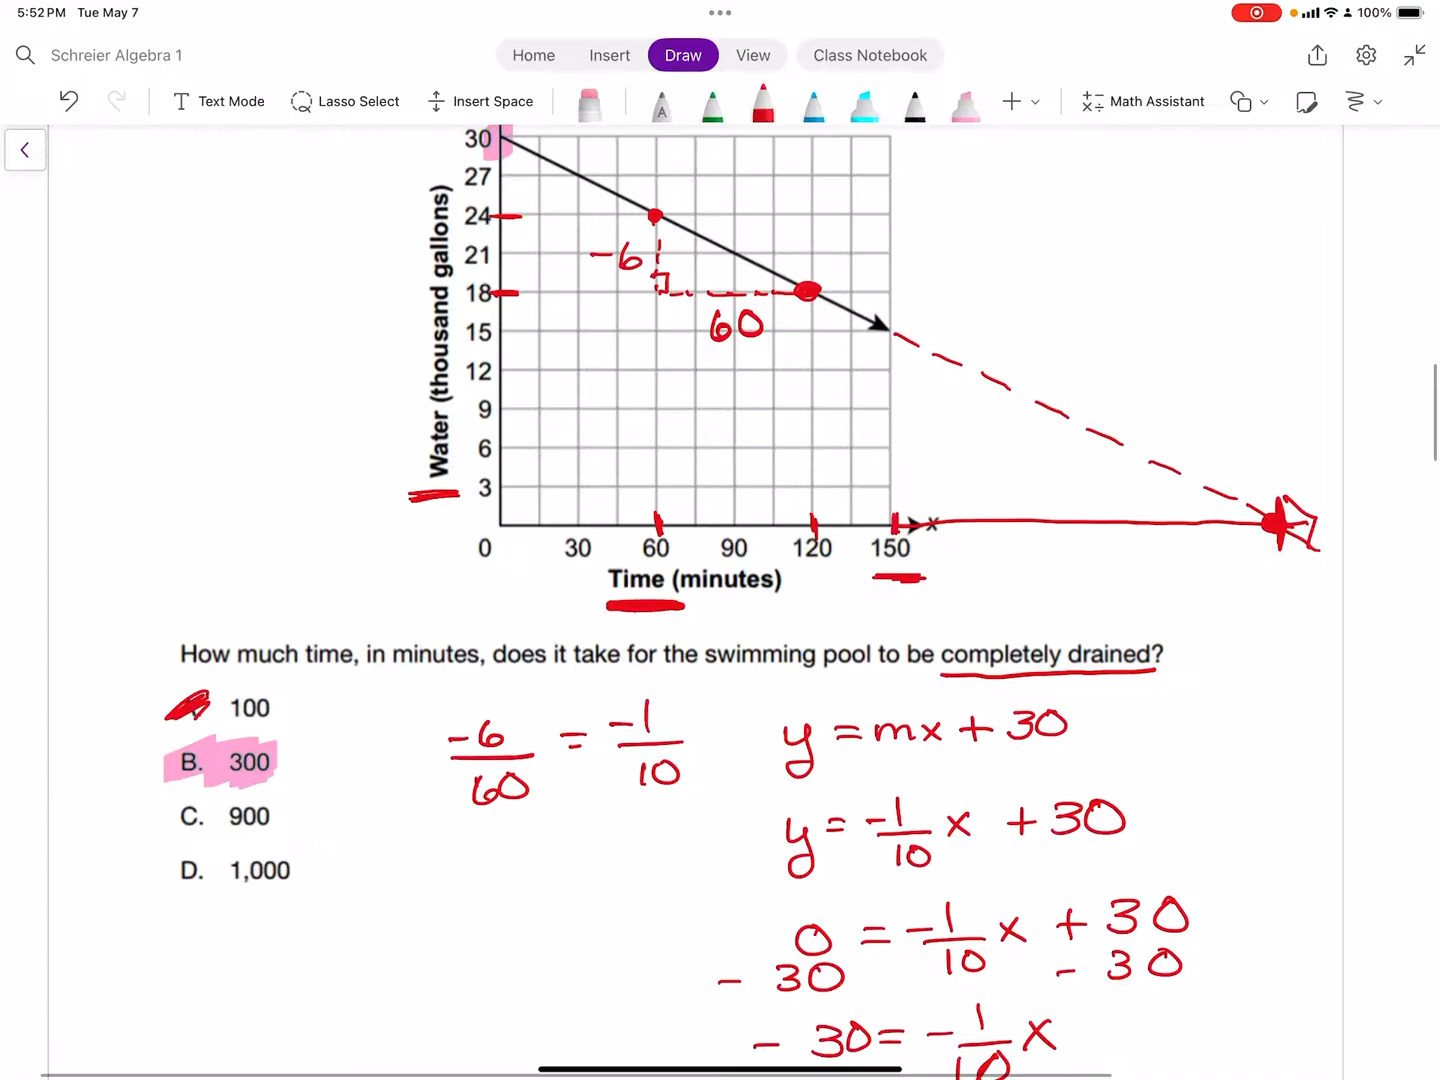 5:52 PM Tue May 7
100%
Schreier Algebra 1
Home Insert Draw View Class Notebook
Text Mode Lasso Select Insert Space A Math Assistant
Water (thousand gallons)
30
27
24
21
18
15
12
9
6
3
-6
60
x
0 30 60 90 120 150
Time (minutes)
How much time, in minutes, does it take for the swimming pool to be completely drained?
100
B. 300
C. 900
D. 1,000
-6/60 = -1/10
y = mx + 30
y = -1/10 x + 30
0 = -1/10 x + 30
- 30 - 30
- 30 = - 1/10 x